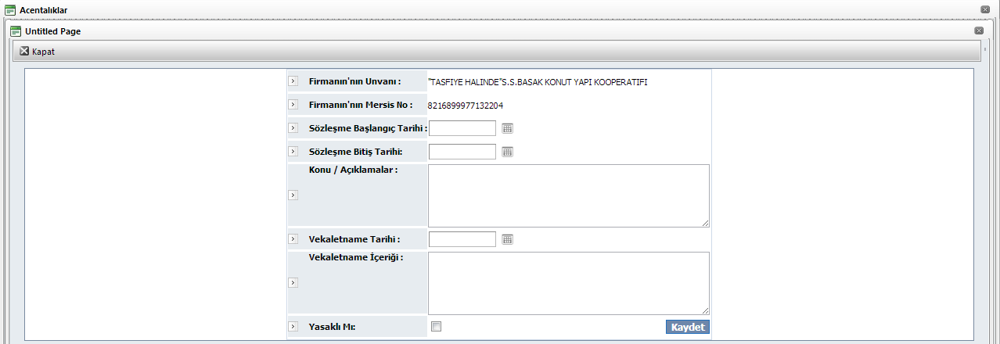 Acentalıklar
Untitled Page
Kapat
Firmanın'nın Unvanı : "TASFIYE HALINDE"S.S.BASAK KONUT YAPI KOOPERATIFI
Firmanın'nın Mersis No : 8216899977132204
Sözleşme Başlangıç Tarihi :
Sözleşme Bitiş Tarihi:
Konu / Açıklamalar :
Vekaletname Tarihi :
Vekaletname İçeriği :
Yasaklı Mı:
Kaydet